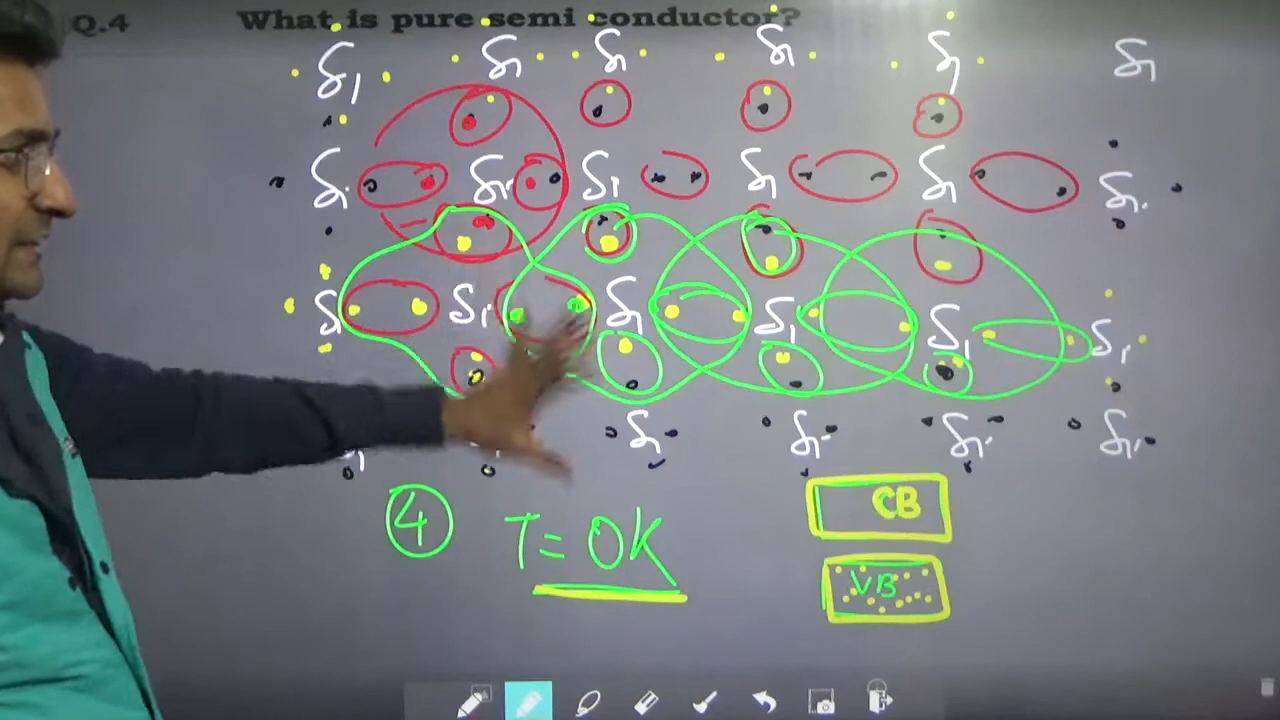 Q.4 What is pure semi conductor?
Si Si Si Si Si Si
Si Si Si Si Si Si
Si Si Si Si Si Si
Si Si Si Si
④ T = 0K
CB
VB